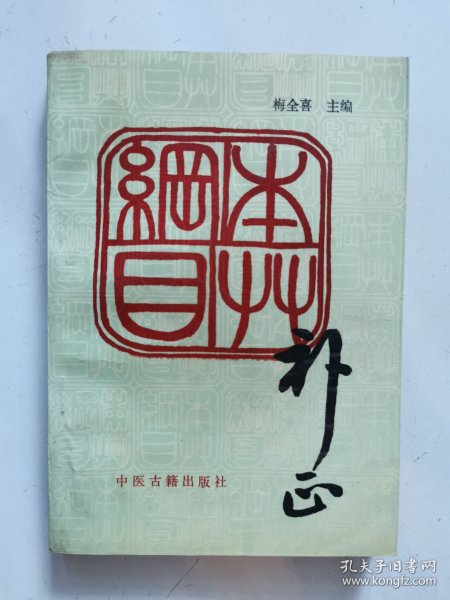 梅全喜 主编
本艸
綱目
补正
中医古籍出版社
孔夫子旧书网
www.kongfz.com